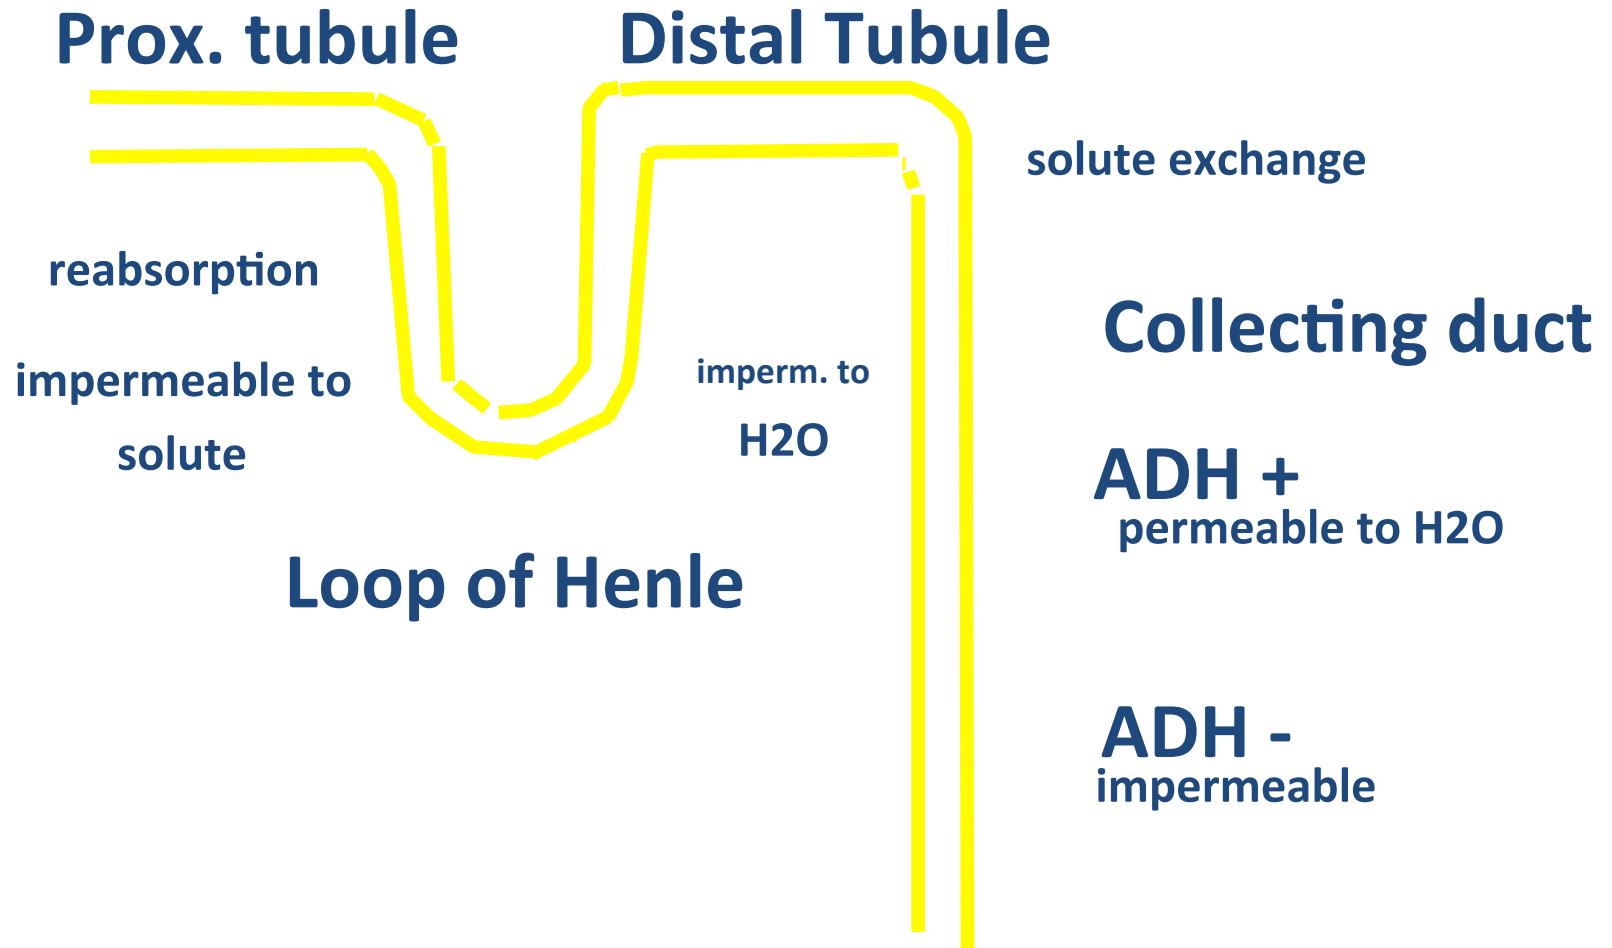 Prox. tubule
Distal Tubule
solute exchange
reabsorption
Collecting duct
impermeable to
solute
imperm. to
H2O
ADH +
permeable to H2O
Loop of Henle
ADH -
impermeable